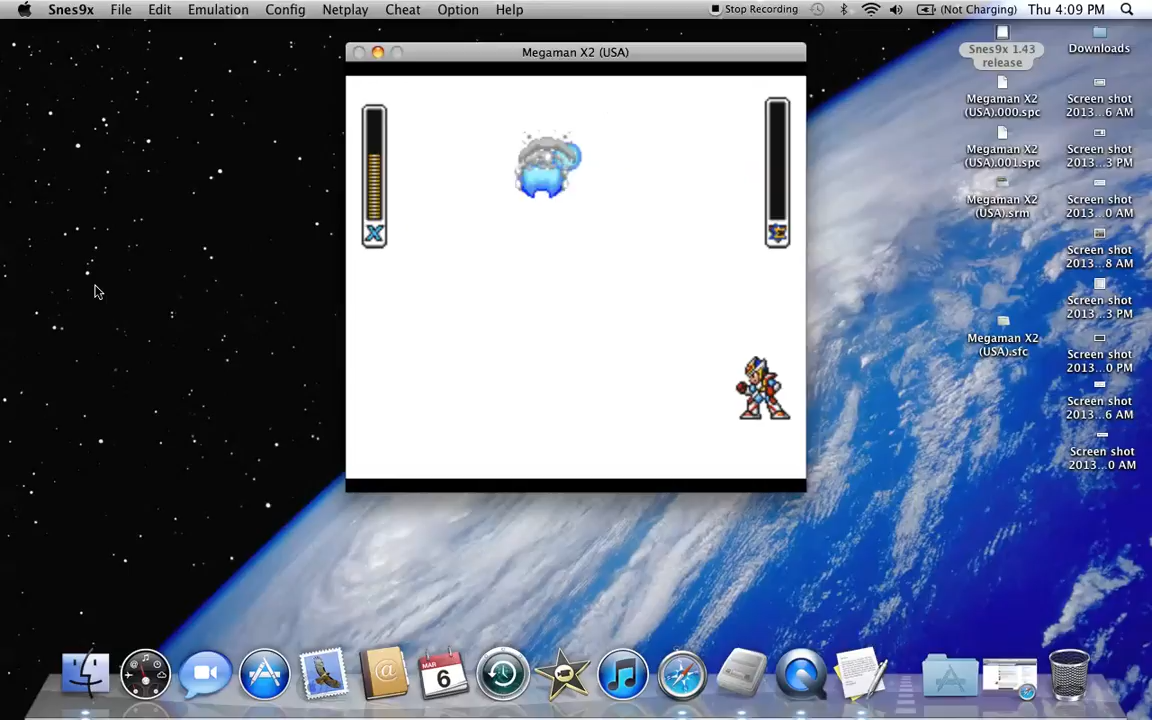 Snes9x File Edit Emulation Config Netplay Cheat Option Help Stop Recording (Not Charging) Thu 4:09 PM
Megaman X2 (USA)
X
Snes9x 1.43
release
Megaman X2
(USA).000.spc
Megaman X2
(USA).001.spc
Megaman X2
(USA).srm
Megaman X2
(USA).sfc
Downloads
Screen shot
2013...6 AM
Screen shot
2013...3 PM
Screen shot
2013...0 AM
Screen shot
2013...8 AM
Screen shot
2013...3 PM
Screen shot
2013...0 PM
Screen shot
2013...6 AM
Screen shot
2013...0 AM
MAR
6